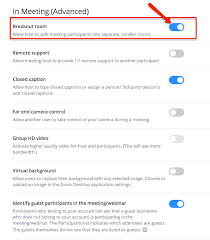 In Meeting (Advanced)
Breakout room
Allow host to split meeting participants into separate, smaller rooms
Remote support
Allow meeting host to provide 1:1 remote support to another participant
Closed caption
Allow host to type closed captions or assign a person/3rd-party device to
add closed captions
Far end camera control
Allow another user to take control of your camera during a meeting
Group HD video
Activate higher quality video for host and participants. (This will use more
bandwidth.)
Virtual background
Allow users to replace their background with any selected image. Choose or
upload an image in the Zoom Desktop application settings.
Identify guest participants in the meeting/webinar
Participants who belong to your account can see that a guest (someone
who does not belong to your account) is participating in the
meeting/webinar. The Participants list indicates which attendees are guests.
The guests themselves do not see that they are listed as guests.